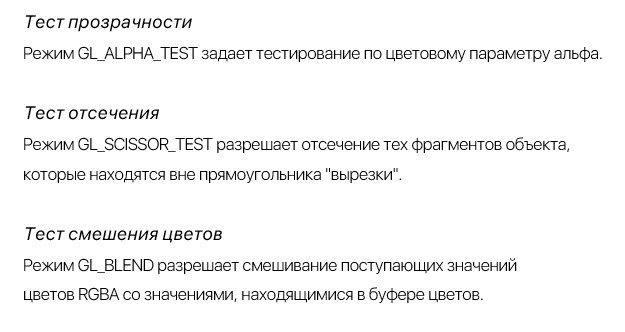 Тест прозрачности
Режим GL_ALPHA_TEST задает тестирование по цветовому параметру альфа.
Тест отсечения
Режим GL_SCISSOR_TEST разрешает отсечение тех фрагментов объекта,
которые находятся вне прямоугольника "вырезки".
Тест смешения цветов
Режим GL_BLEND разрешает смешивание поступающих значений
цветов RGBA со значениями, находящимися в буфере цветов.